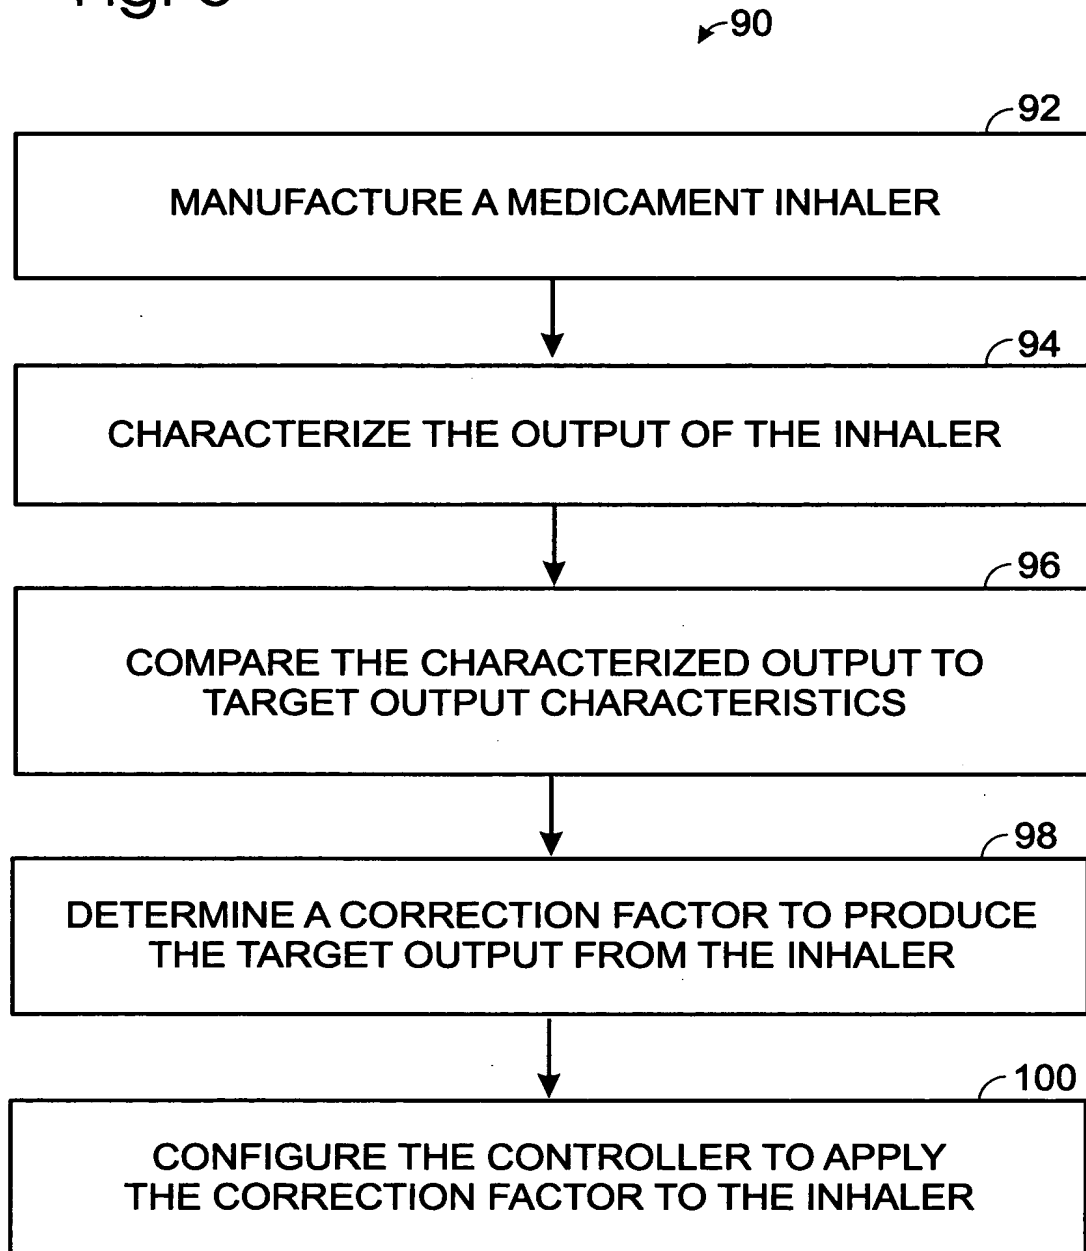 90
92
MANUFACTURE A MEDICAMENT INHALER
94
CHARACTERIZE THE OUTPUT OF THE INHALER
96
COMPARE THE CHARACTERIZED OUTPUT TO
TARGET OUTPUT CHARACTERISTICS
98
DETERMINE A CORRECTION FACTOR TO PRODUCE
THE TARGET OUTPUT FROM THE INHALER
100
CONFIGURE THE CONTROLLER TO APPLY
THE CORRECTION FACTOR TO THE INHALER